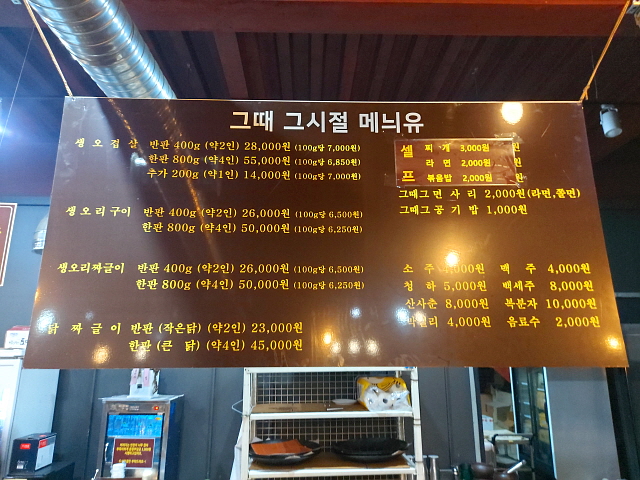 그때 그시절 메늬유
생오겹살 반판 400g (약2인) 28,000원 (100g당 7,000원)
한판 800g (약4인) 55,000원 (100g당 6,850원)
추가 200g (약1인) 14,000원 (100g당 7,000원)
생오리구이 반판 400g (약2인) 26,000원 (100g당 6,500원)
한판 800g (약4인) 50,000원 (100g당 6,250원)
생오리짜글이 반판 400g (약2인) 26,000원 (100g당 6,500원)
한판 800g (약4인) 50,000원 (100g당 6,250원)
닭짜글이 반판 (작은닭) (약2인) 23,000원
한판 (큰닭) (약4인) 45,000원
셀프
찌개 3,000원
라면 2,000원
볶음밥 2,000원
그때그면사리 2,000원(라면,쫄면)
그때그공기밥 1,000원
소주 000원 맥주 4,000원
청하 5,000원 백세주 8,000원
산사춘 8,000원 복분자 10,000원
4,000원 음료수 2,000원